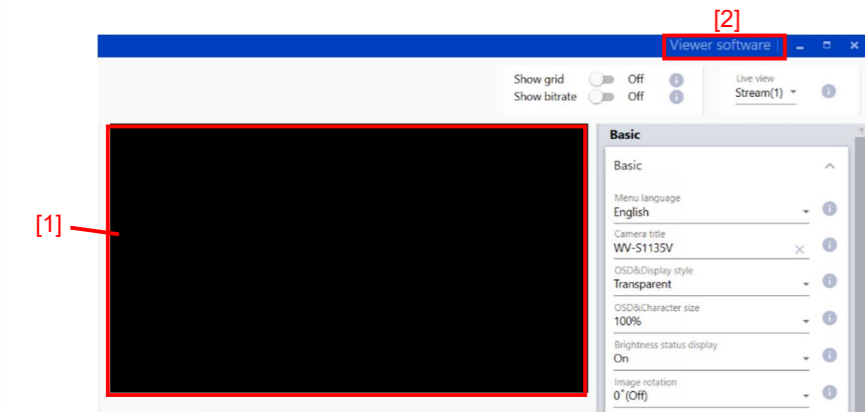 [2]
Viewer software |
Show grid Off
Show bitrate Off
Live view
Stream(1)
[1]
Basic
Basic
Menu language
English
Camera title
WV-S1135V
OSD&Display style
Transparent
OSD&Character size
100%
Brightness status display
On
Image rotation
0°(Off)